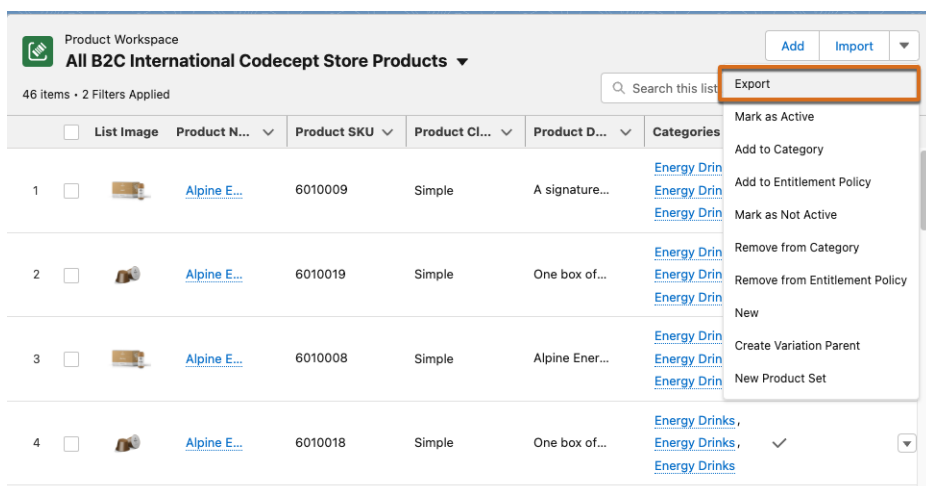 Product Workspace
All B2C International Codecept Store Products
Add
Import
46 items • 2 Filters Applied
Search this list
Export
Mark as Active
Add to Category
Add to Entitlement Policy
Mark as Not Active
Remove from Category
Remove from Entitlement Policy
New
Create Variation Parent
New Product Set
List Image
Product N...
Product SKU
Product Cl...
Product D...
Categories
1
Alpine E...
6010009
Simple
A signature...
Energy Drin
Energy Drin
Energy Drin
2
Alpine E...
6010019
Simple
One box of...
Energy Drin
Energy Drin
Energy Drin
3
Alpine E...
6010008
Simple
Alpine Ener...
Energy Drin
Energy Drin
Energy Drin
4
Alpine E...
6010018
Simple
One box of...
Energy Drinks,
Energy Drinks,
Energy Drinks